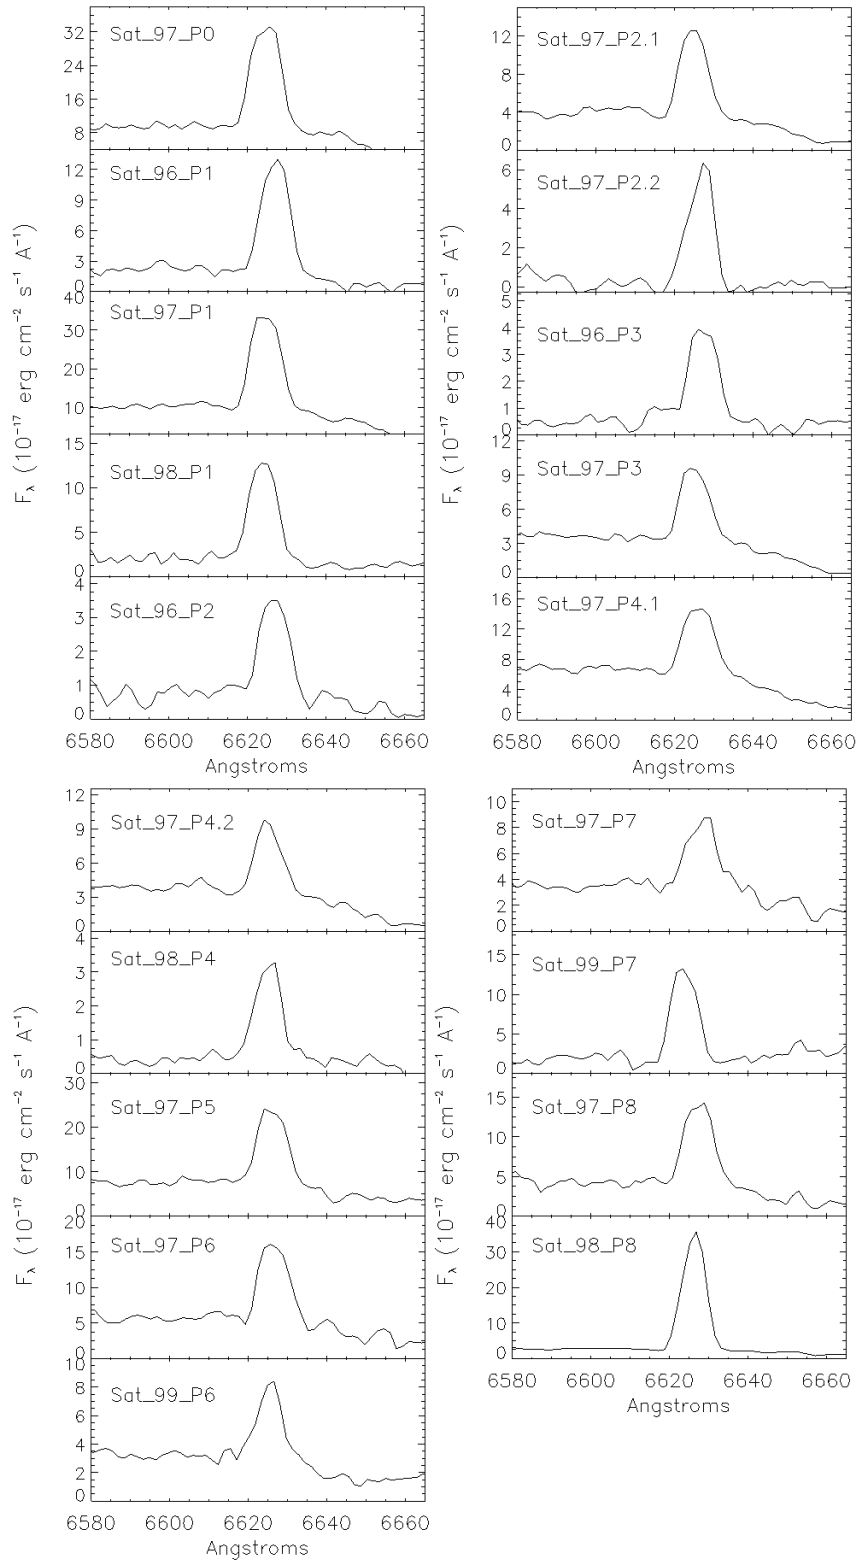 Sat_97_P0
32
24
16
8
Sat_96_P1
12
9
6
3
0
Sat_97_P1
40
30
20
10
Sat_98_P1
15
10
5
0
Sat_96_P2
4
3
2
1
0
6580 6600 6620 6640 6660
Angstroms
F_λ (10⁻¹⁷ erg cm⁻² s⁻¹ A⁻¹)
Sat_97_P2.1
12
8
4
0
Sat_97_P2.2
6
4
2
0
Sat_96_P3
5
4
3
2
1
0
Sat_97_P3
12
9
6
3
0
Sat_97_P4.1
16
12
8
4
0
6580 6600 6620 6640 6660
Angstroms
F_λ (10⁻¹⁷ erg cm⁻² s⁻¹ A⁻¹)
Sat_97_P4.2
12
9
6
3
0
Sat_98_P4
4
3
2
1
0
Sat_97_P5
30
20
10
0
Sat_97_P6
20
15
10
5
0
Sat_99_P6
10
8
6
4
2
0
6580 6600 6620 6640 6660
Angstroms
F_λ (10⁻¹⁷ erg cm⁻² s⁻¹ A⁻¹)
Sat_97_P7
10
8
6
4
2
0
Sat_99_P7
15
10
5
0
Sat_97_P8
15
10
5
0
Sat_98_P8
40
30
20
10
0
6580 6600 6620 6640 6660
Angstroms
F_λ (10⁻¹⁷ erg cm⁻² s⁻¹ A⁻¹)